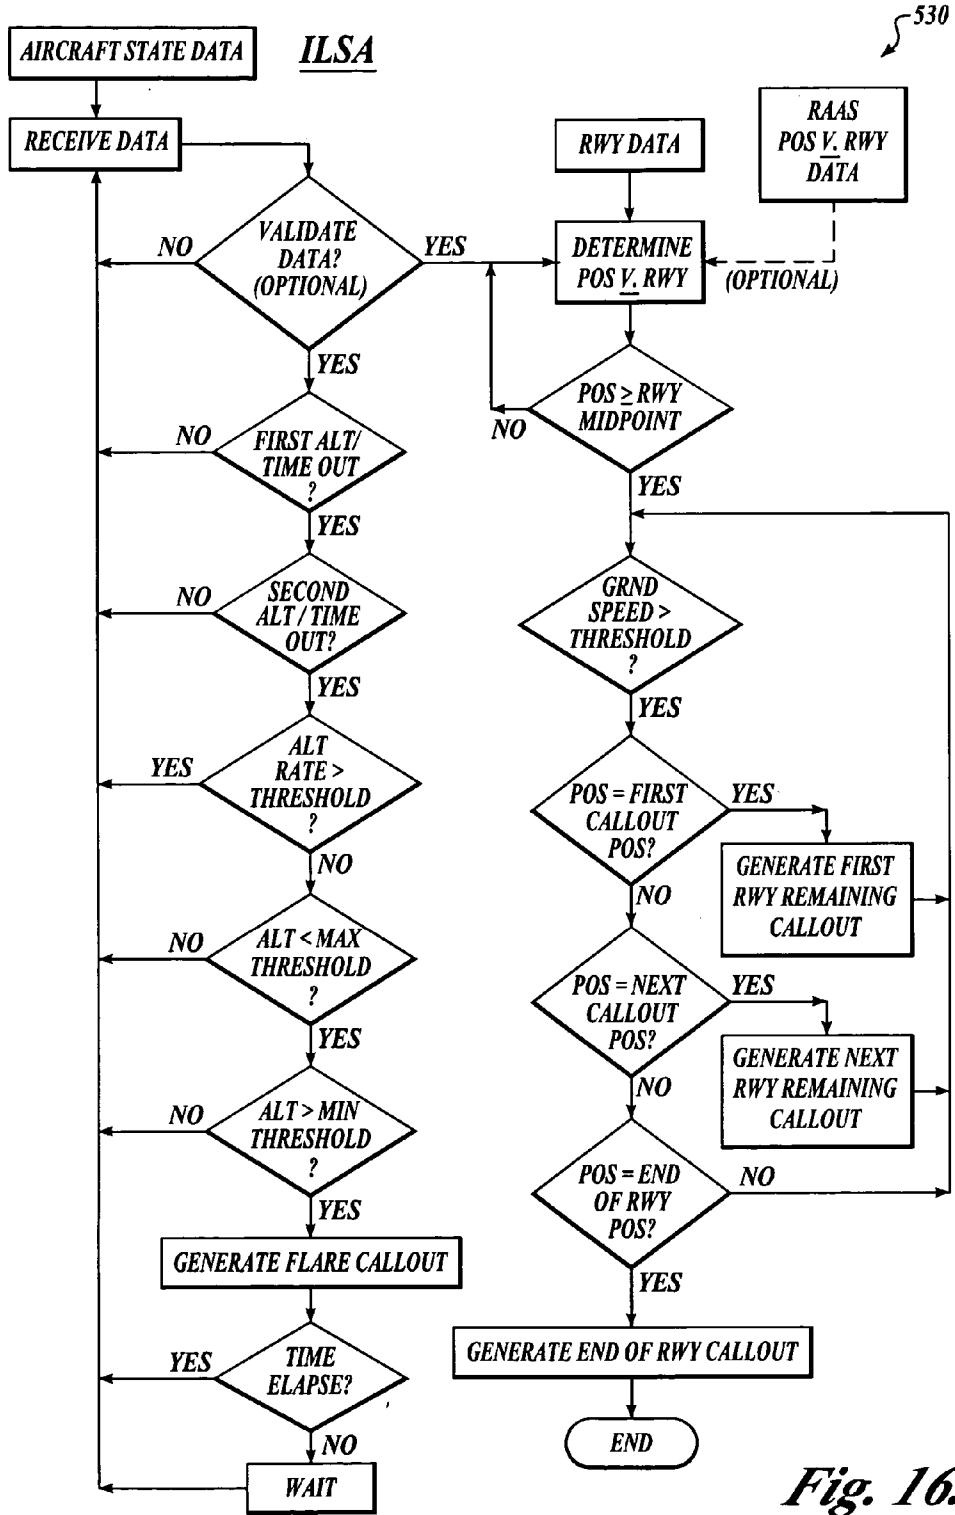 530
AIRCRAFT STATE DATA
ILSA
RECEIVE DATA
RWY DATA
RAAS
POS V. RWY
DATA
VALIDATE
DATA?
(OPTIONAL)
NO
YES
DETERMINE
POS V. RWY
(OPTIONAL)
YES
POS ≥ RWY
MIDPOINT
NO
YES
FIRST ALT/
TIME OUT
?
NO
YES
SECOND
ALT / TIME
OUT?
NO
YES
GRND
SPEED >
THRESHOLD
?
YES
ALT
RATE >
THRESHOLD
?
YES
NO
POS = FIRST
CALLOUT
POS?
YES
NO
GENERATE FIRST
RWY REMAINING
CALLOUT
ALT < MAX
THRESHOLD
?
NO
YES
POS = NEXT
CALLOUT
POS?
YES
NO
GENERATE NEXT
RWY REMAINING
CALLOUT
ALT > MIN
THRESHOLD
?
NO
YES
POS = END
OF RWY
POS?
NO
YES
GENERATE FLARE CALLOUT
GENERATE END OF RWY CALLOUT
TIME
ELAPSE?
YES
NO
WAIT
END
Fig. 16.